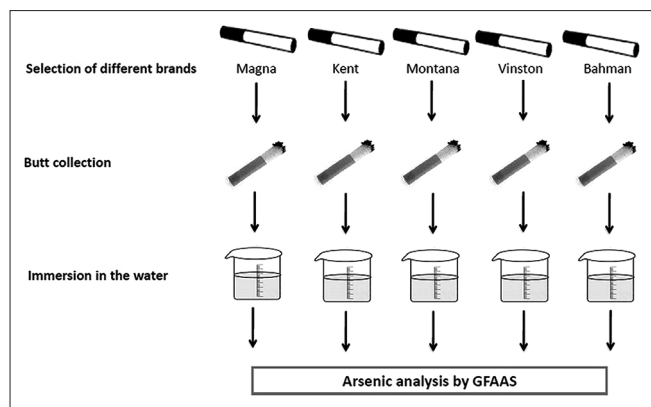 Selection of different brands
Magna Kent Montana Vinston Bahman
Butt collection
Immersion in the water
Arsenic analysis by GFAAS